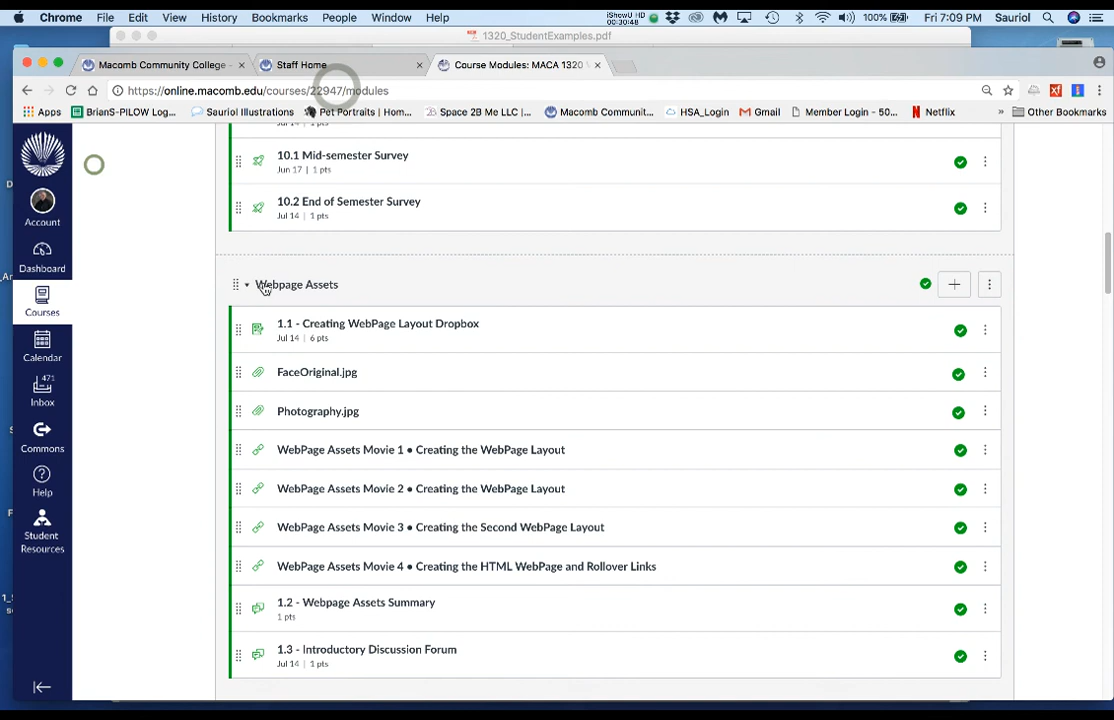 Chrome File Edit View History Bookmarks People Window Help
iShowU HD
00:30:48
100% Fri 7:09 PM Sauriol
1320_StudentExamples.pdf
Macomb Community College -
Staff Home
Course Modules: MACA 1320
https://online.macomb.edu/courses/22947/modules
Apps BrianS-PILOW Log... Sauriol Illustrations Pet Portraits | Hom... Space 2B Me LLC |... Macomb Communit... HSA_Login Gmail Member Login - 50... Netflix » Other Bookmarks
Account
Dashboard
Courses
Calendar
471
Inbox
Commons
Help
Student
Resources
10.1 Mid-semester Survey
Jun 17 | 1 pts
10.2 End of Semester Survey
Jul 14 | 1 pts
Webpage Assets
1.1 - Creating WebPage Layout Dropbox
Jul 14 | 6 pts
FaceOriginal.jpg
Photography.jpg
WebPage Assets Movie 1 • Creating the WebPage Layout
WebPage Assets Movie 2 • Creating the WebPage Layout
WebPage Assets Movie 3 • Creating the Second WebPage Layout
WebPage Assets Movie 4 • Creating the HTML WebPage and Rollover Links
1.2 - Webpage Assets Summary
1 pts
1.3 - Introductory Discussion Forum
Jul 14 | 1 pts